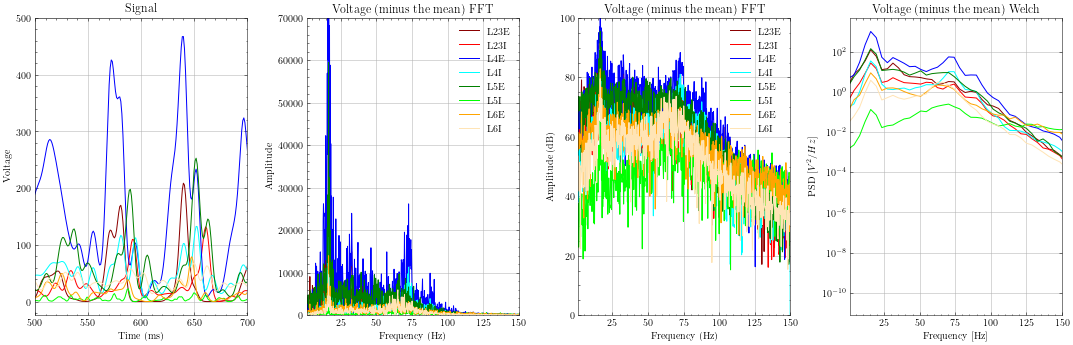 Signal
500
400
300
200
100
0
500
550
600
650
700
Voltage
Time (ms)
Voltage (minus the mean) FFT
70000
60000
50000
40000
30000
20000
10000
0
25
50
75
100
125
150
Amplitude
Frequency (Hz)
L23E
L23I
L4E
L4I
L5E
L5I
L6E
L6I
Voltage (minus the mean) FFT
100
80
60
40
20
0
25
50
75
100
125
150
Amplitude (dB)
Frequency (Hz)
L23E
L23I
L4E
L4I
L5E
L5I
L6E
L6I
Voltage (minus the mean) Welch
10²
10⁰
10⁻²
10⁻⁴
10⁻⁶
10⁻⁸
10⁻¹⁰
25
50
75
100
125
150
PSD [V²/Hz]
Frequency [Hz]